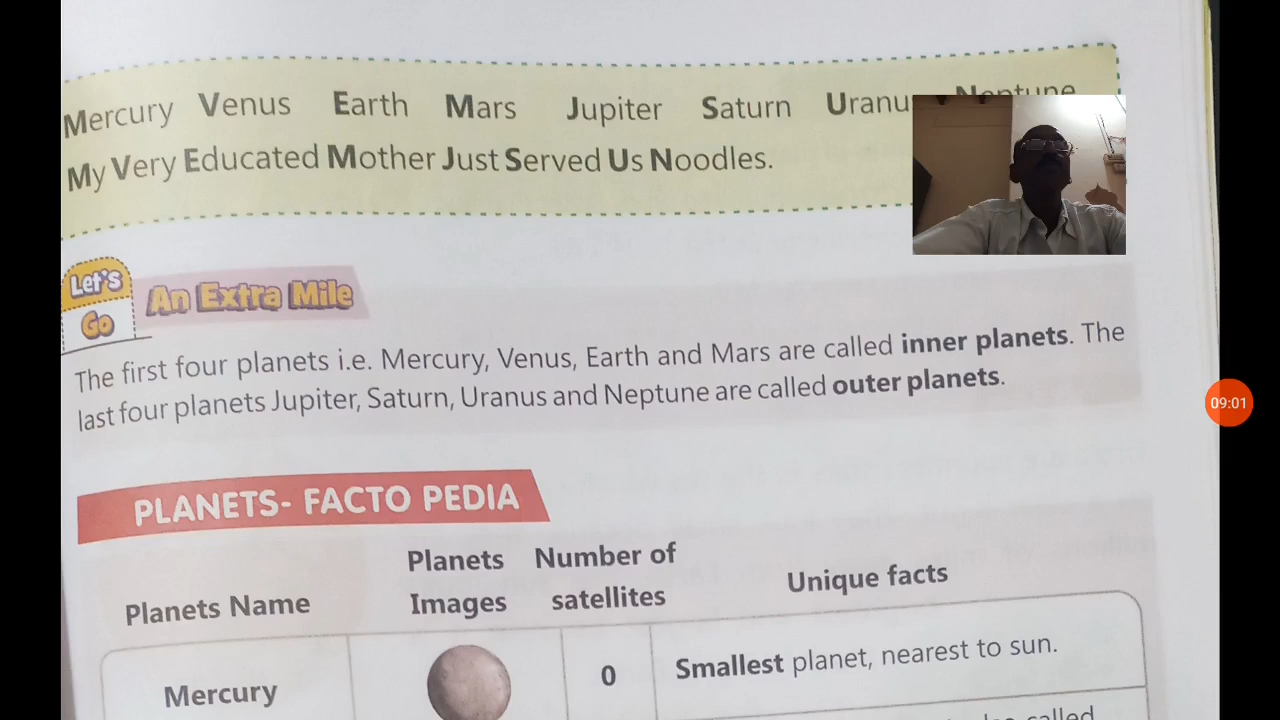 Mercury Venus Earth Mars Jupiter Saturn Uranus Neptune
My Very Educated Mother Just Served Us Noodles.
Let's
Go
An Extra Mile
The first four planets i.e. Mercury, Venus, Earth and Mars are called inner planets. The
last four planets Jupiter, Saturn, Uranus and Neptune are called outer planets.
09:01
PLANETS- FACTO PEDIA
Planets Name Planets Images Number of satellites Unique facts
Mercury 0 Smallest planet, nearest to sun.
called